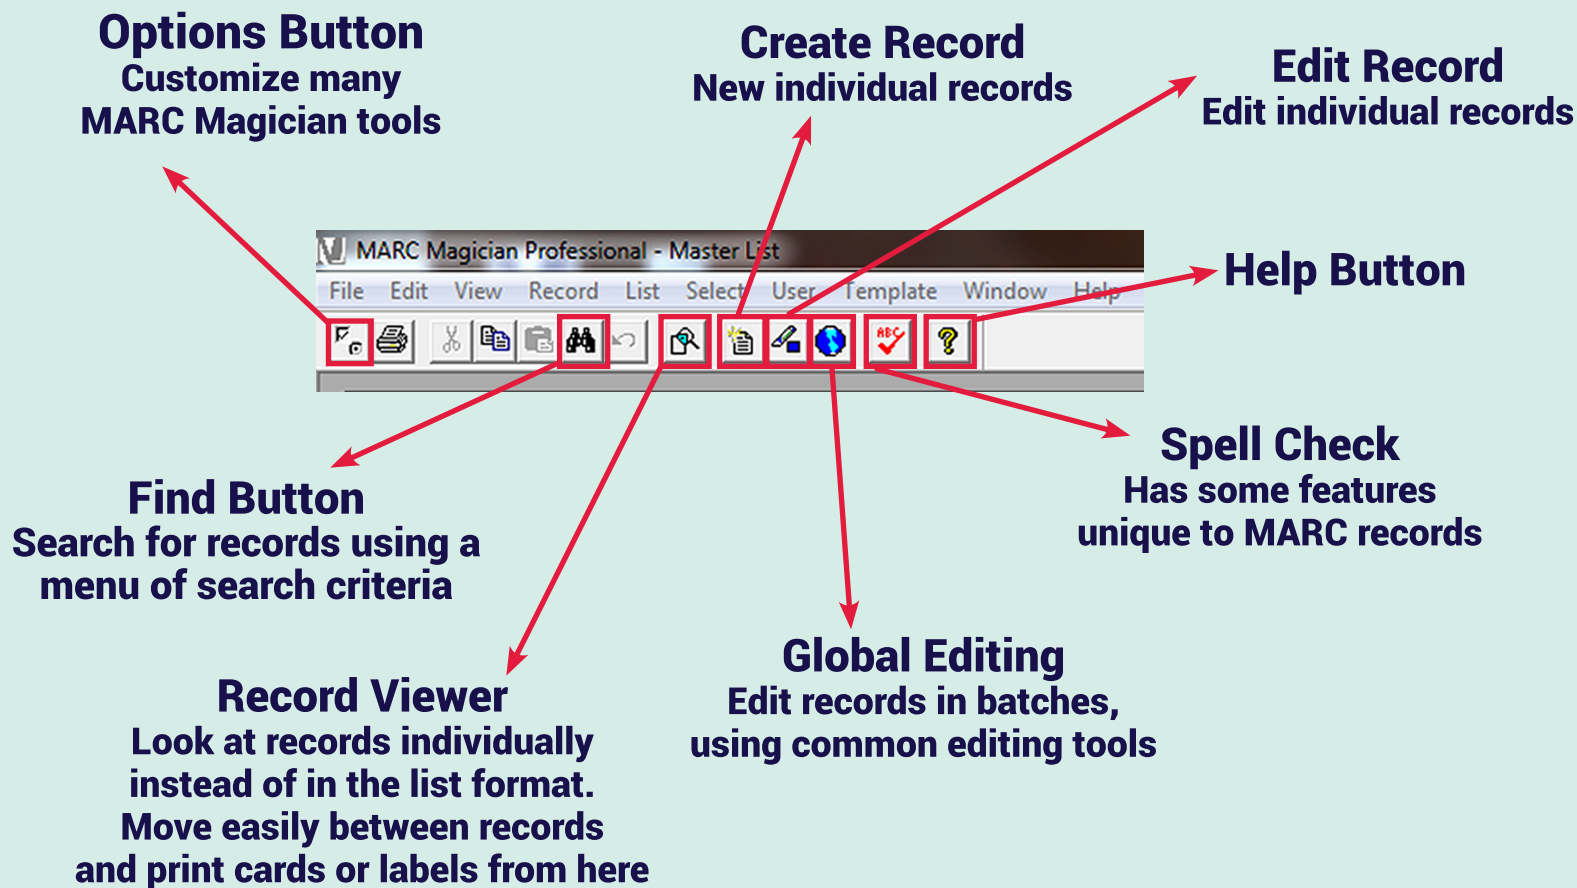 Options Button
Customize many
MARC Magician tools
Create Record
New individual records
Edit Record
Edit individual records
MARC Magician Professional - Master List
File Edit View Record List Select User Template Window Help
ABC
Help Button
Find Button
Search for records using a
menu of search criteria
Spell Check
Has some features
unique to MARC records
Record Viewer
Look at records individually
instead of in the list format.
Move easily between records
and print cards or labels from here
Global Editing
Edit records in batches,
using common editing tools